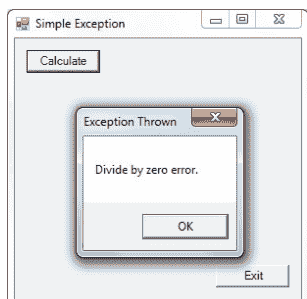 Simple Exception
Calculate
Exception Thrown
Divide by zero error.
OK
Exit